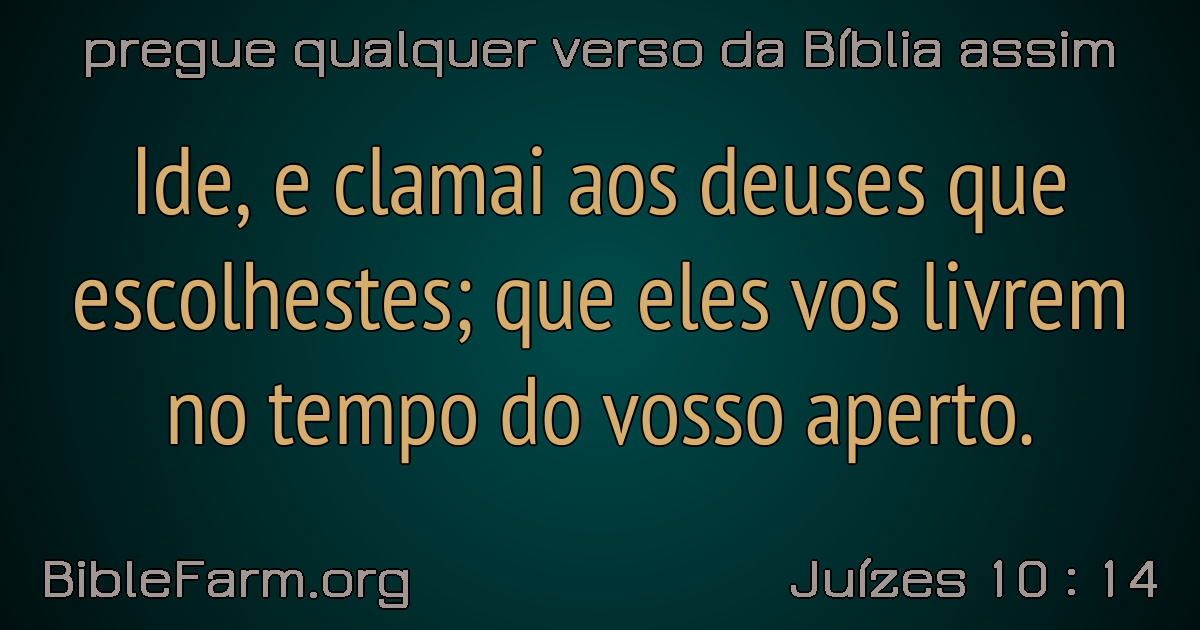 pregue qualquer verso da Bíblia assim
Ide, e clamai aos deuses que
escolhestes; que eles vos livrem
no tempo do vosso aperto.
BibleFarm.org
Juízes 10 : 14